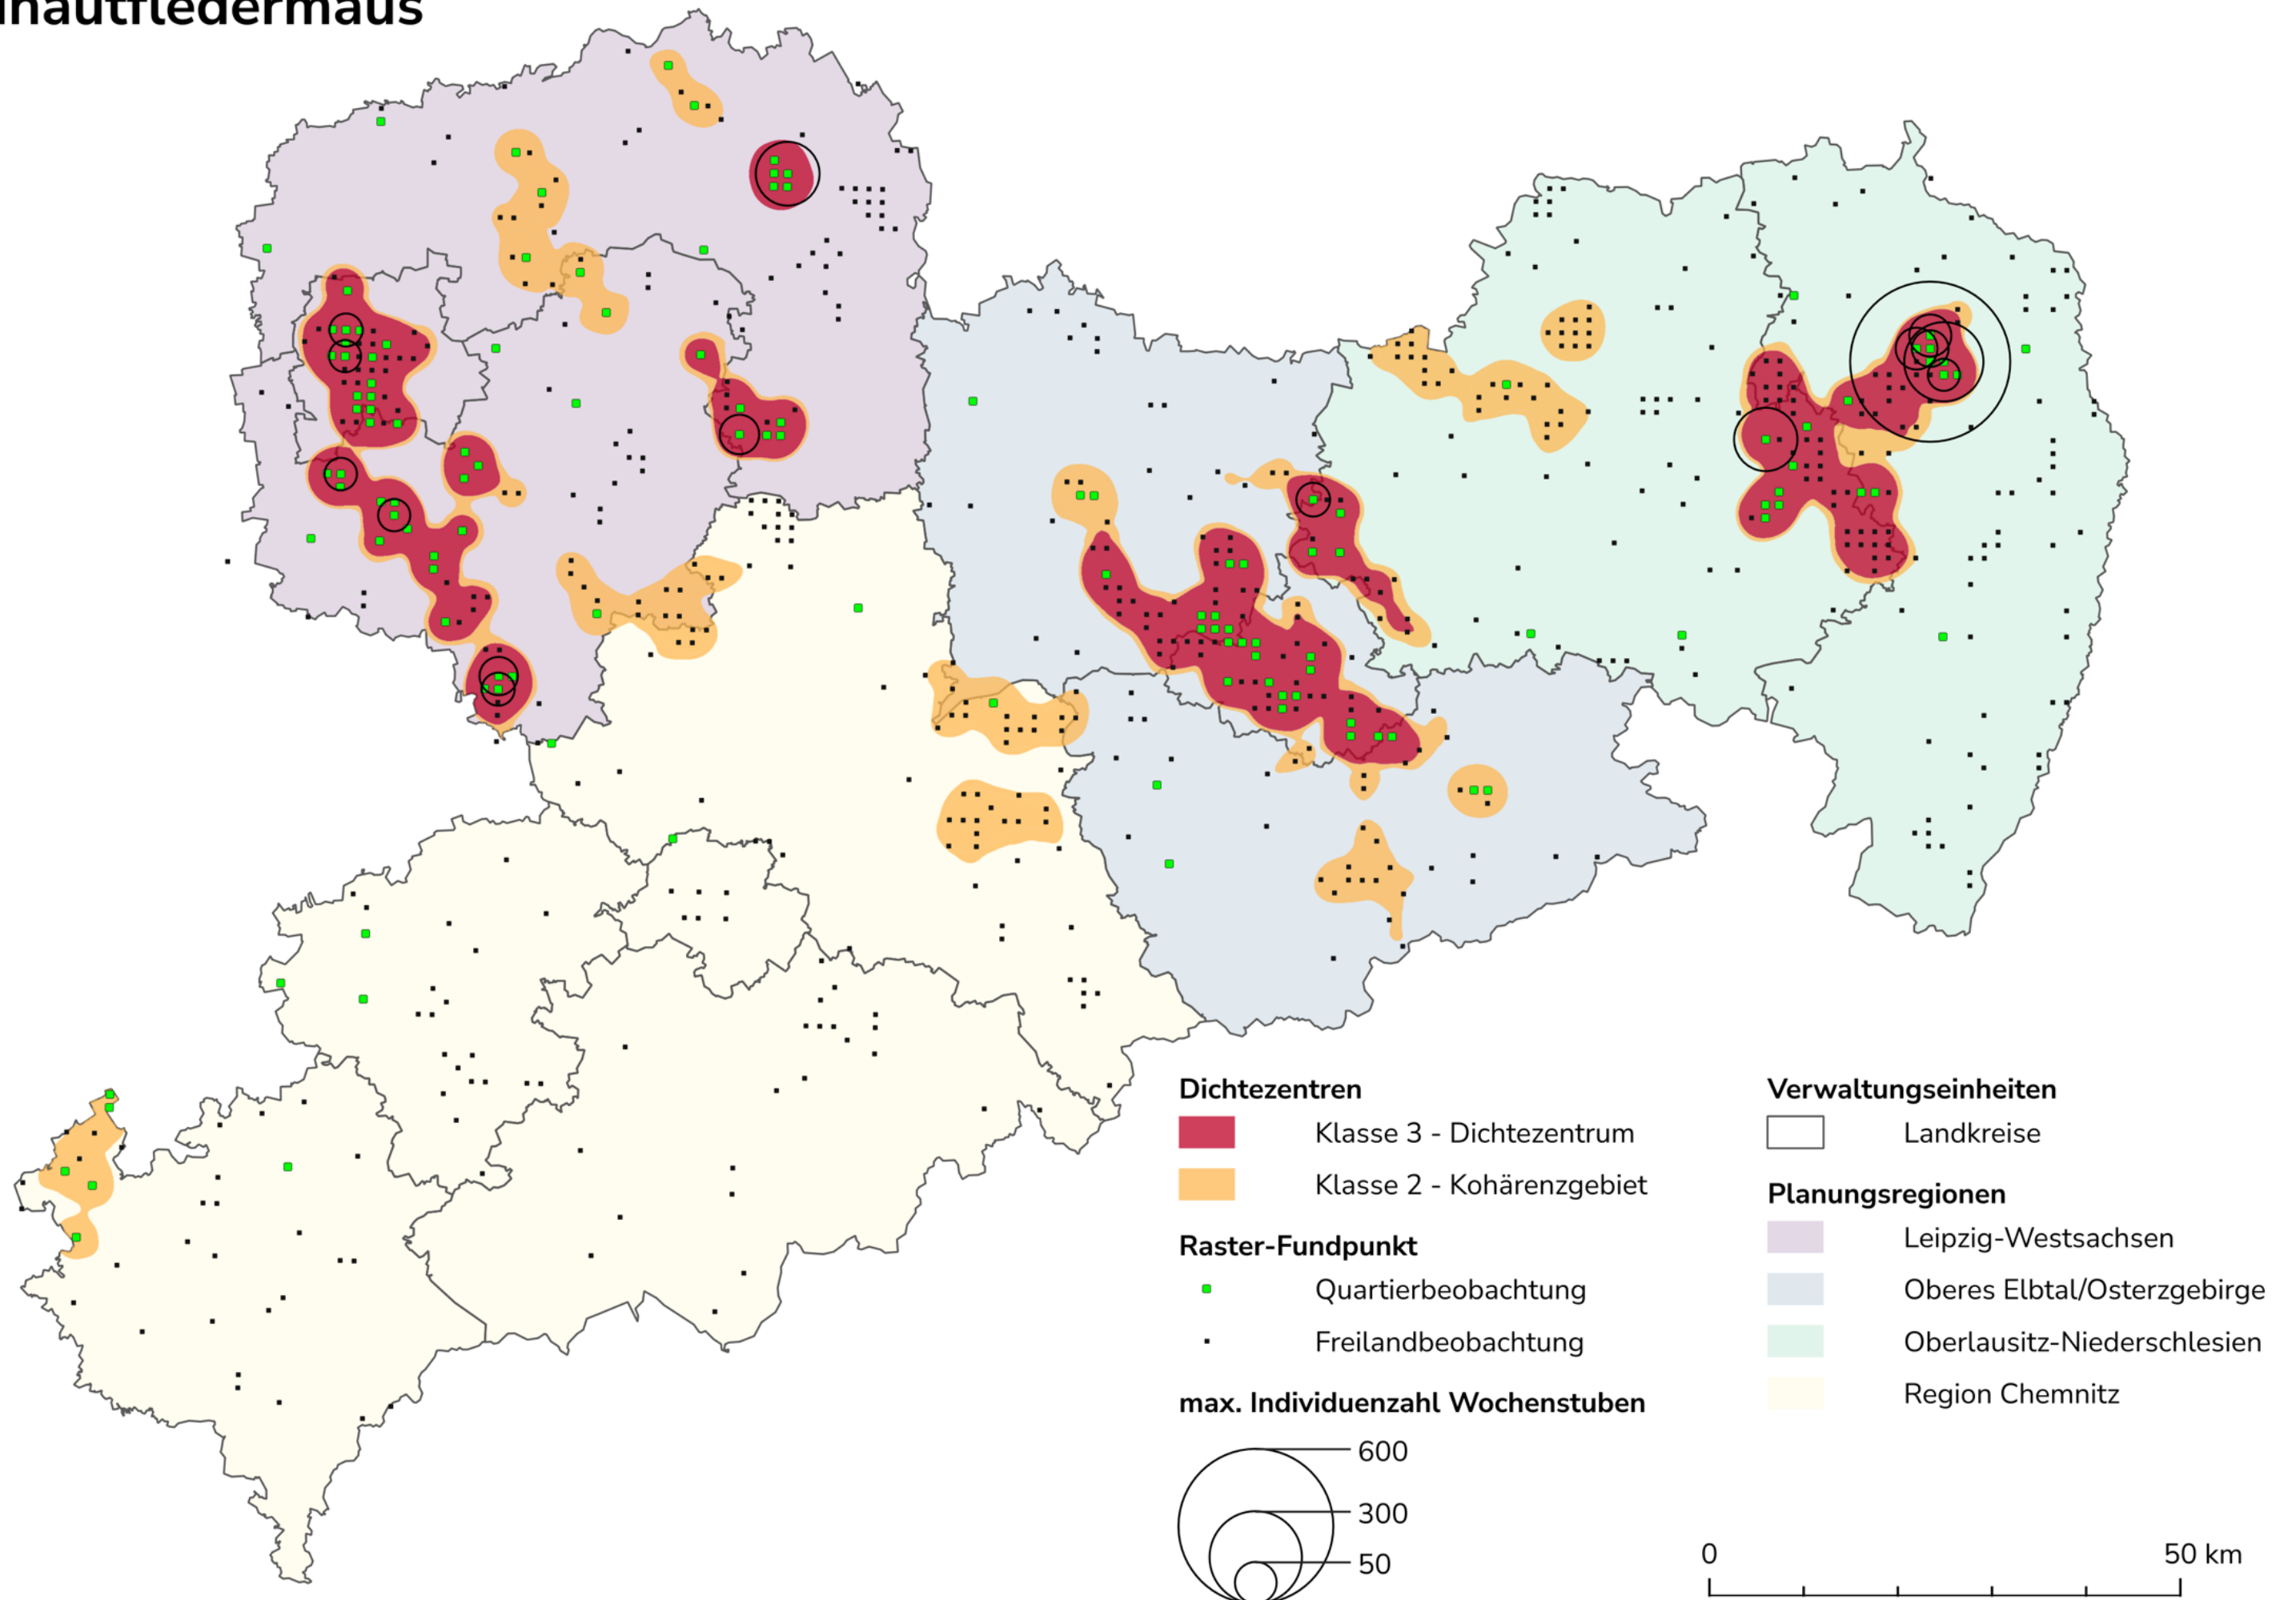 Dichtezentren
Klasse 3 - Dichtezentrum
Klasse 2 - Kohärenzgebiet
Raster-Fundpunkt
Quartierbeobachtung
Freilandbeobachtung
max. Individuenzahl Wochenstuben
600
300
50
Verwaltungseinheiten
Landkreise
Planungsregionen
Leipzig-Westsachsen
Oberes Elbtal/Osterzgebirge
Oberlausitz-Niederschlesien
Region Chemnitz
0 50 km